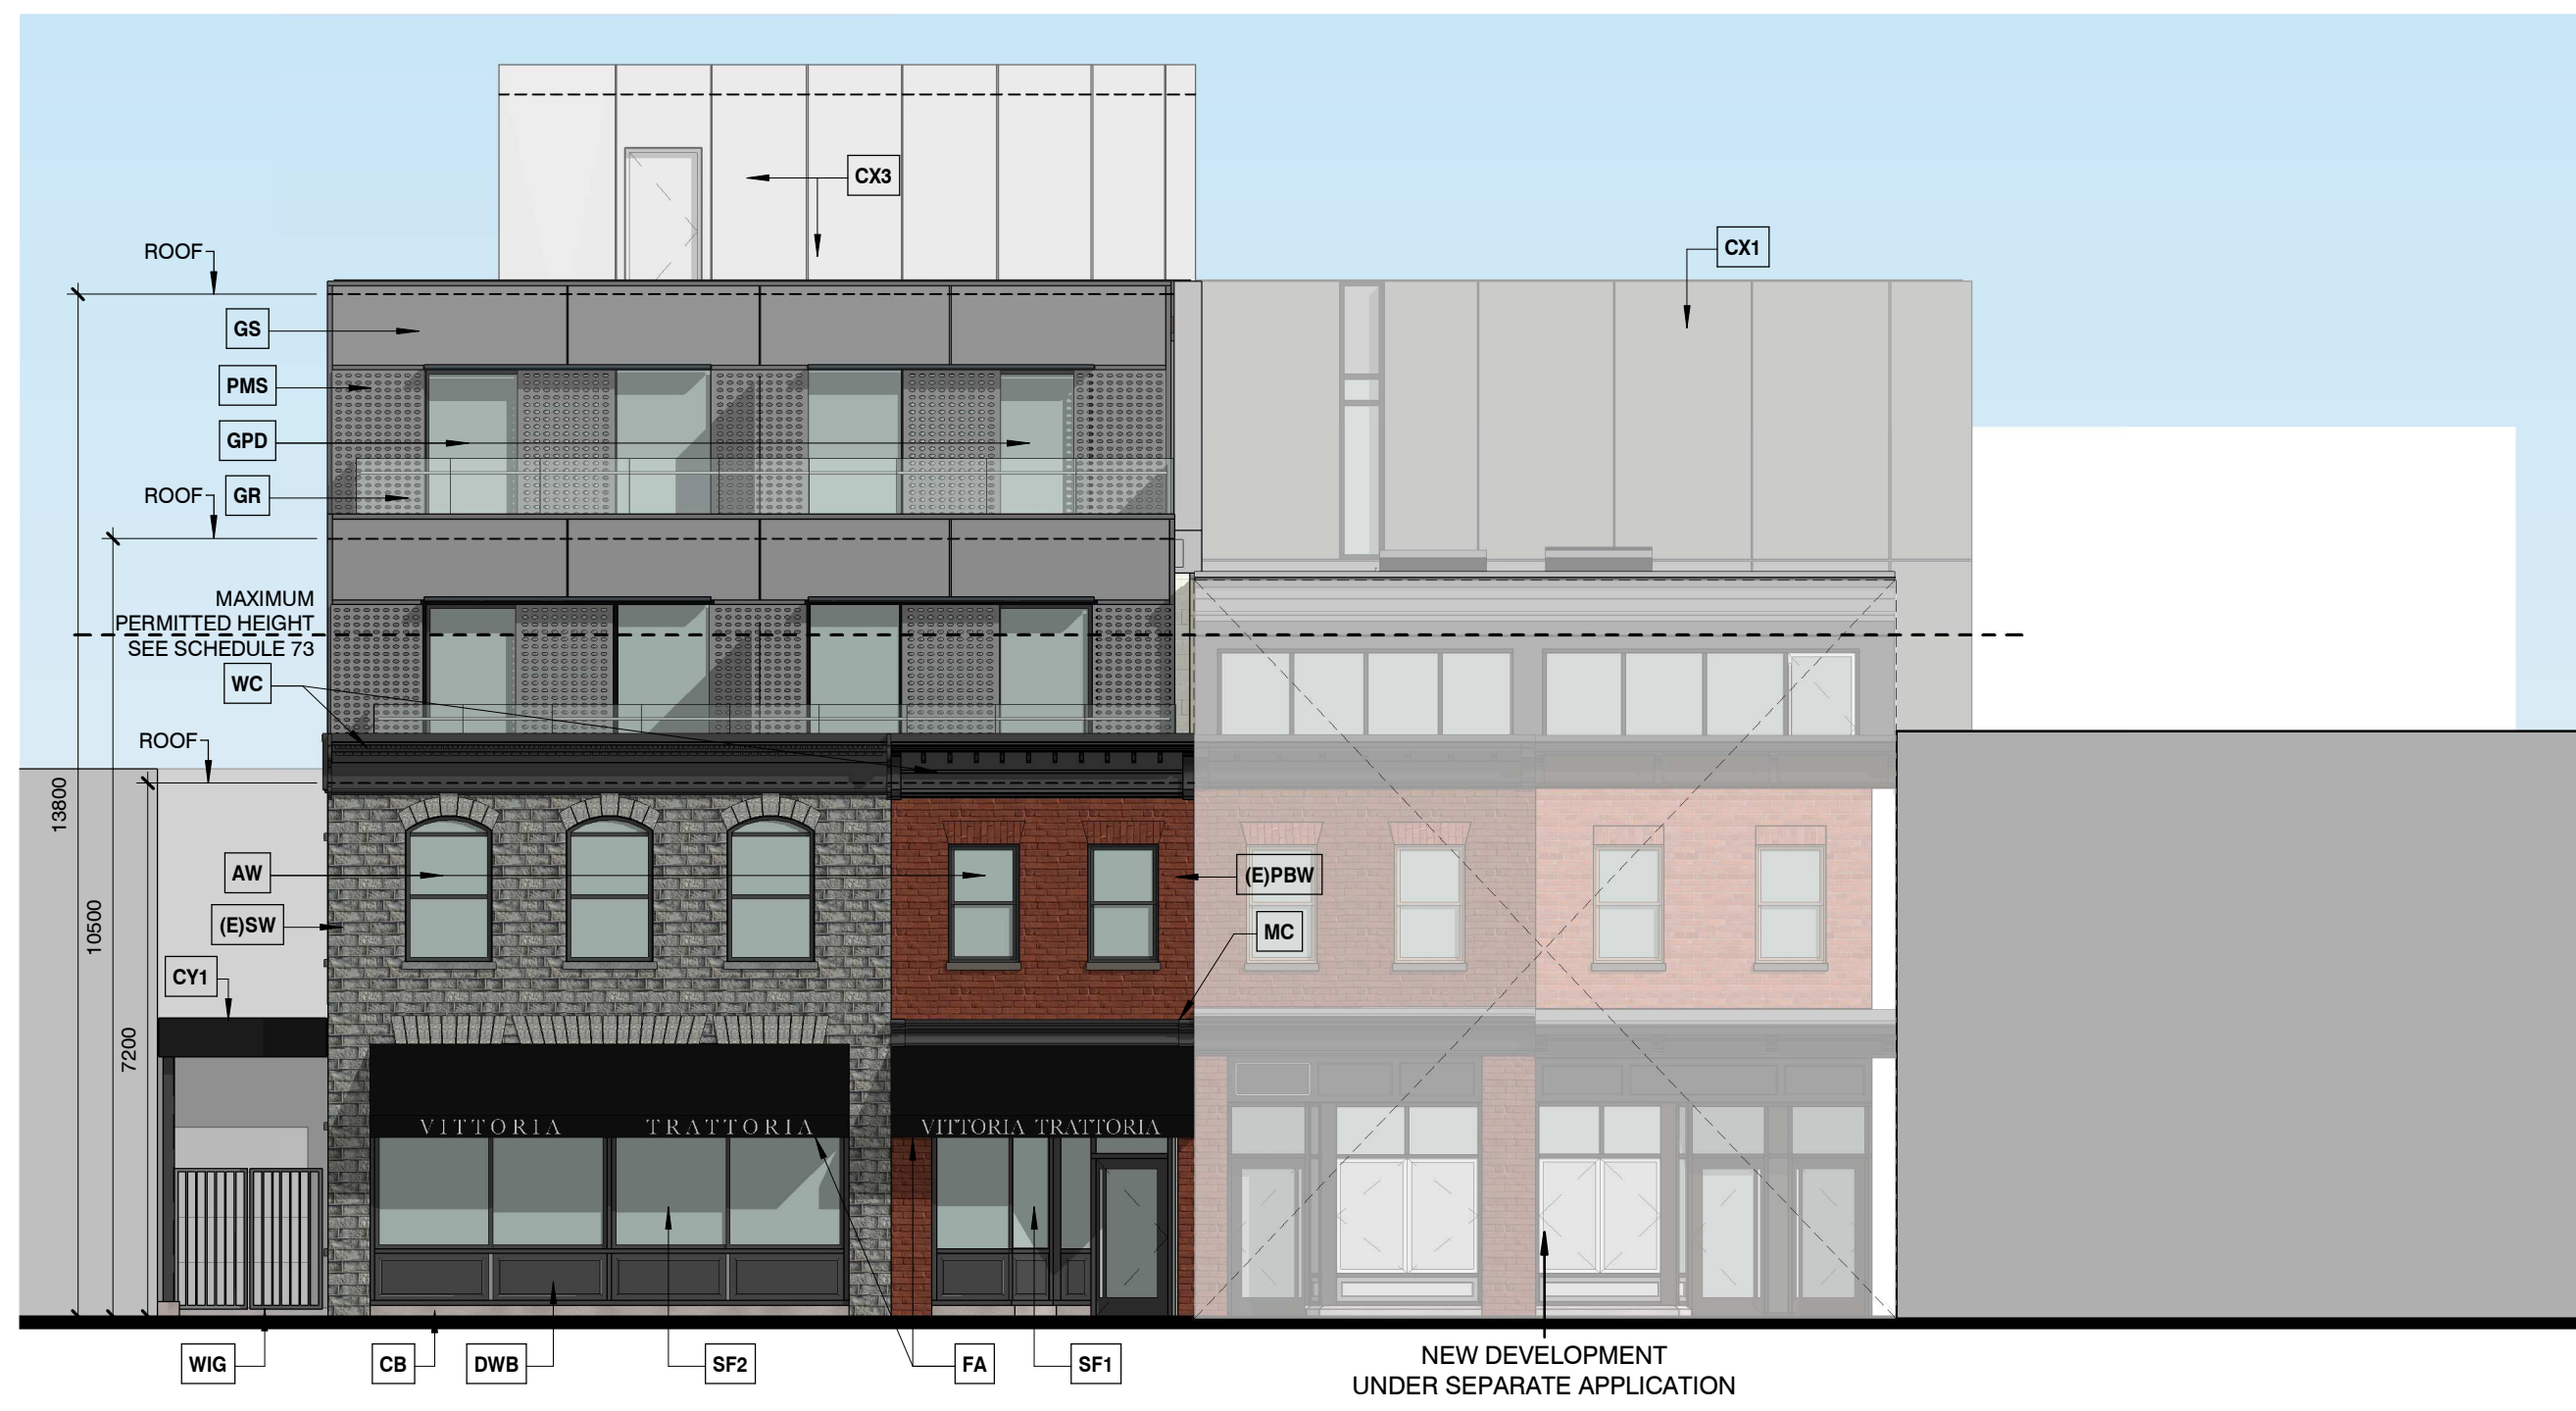 CX3
ROOF
CX1
GS
PMS
GPD
ROOF
GR
MAXIMUM
PERMITTED HEIGHT
SEE SCHEDULE 73
WC
ROOF
13800
10500
7200
AW
(E)PBW
(E)SW
MC
CY1
VITTORIA TRATTORIA
VITTORIA TRATTORIA
WIG
CB
DWB
SF2
FA
SF1
NEW DEVELOPMENT
UNDER SEPARATE APPLICATION